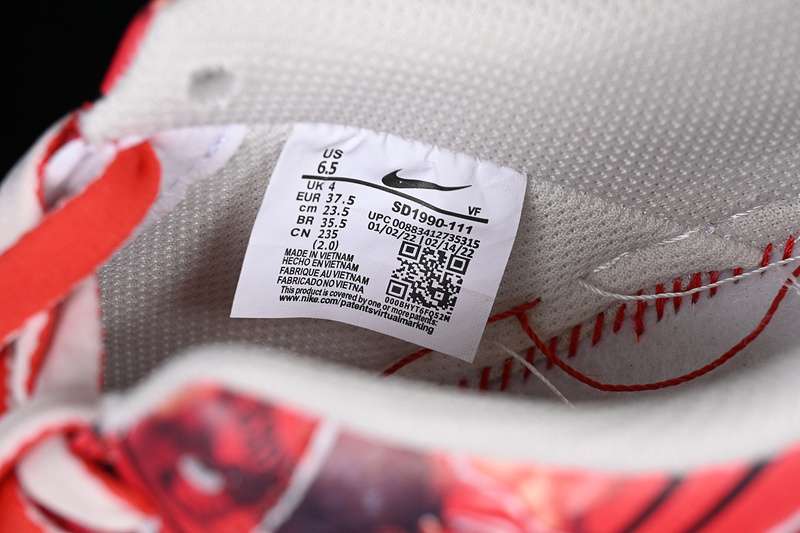 US
6.5
UK 4
EUR 37.5
cm 23.5
BR 35.5
CN 235
(2.0)
VF
SD1990-111
UPC 00883412735315
01/02/22 | 02/14/22
MADE IN VIETNAM
HECHO EN VIETNAM
FABRIQUE AU VIETNAM
FABRICADO NO VIETNAM
This product is covered by one or more patents:
www.nike.com/patentsvirtualmarking
0008HYT6FQ52N